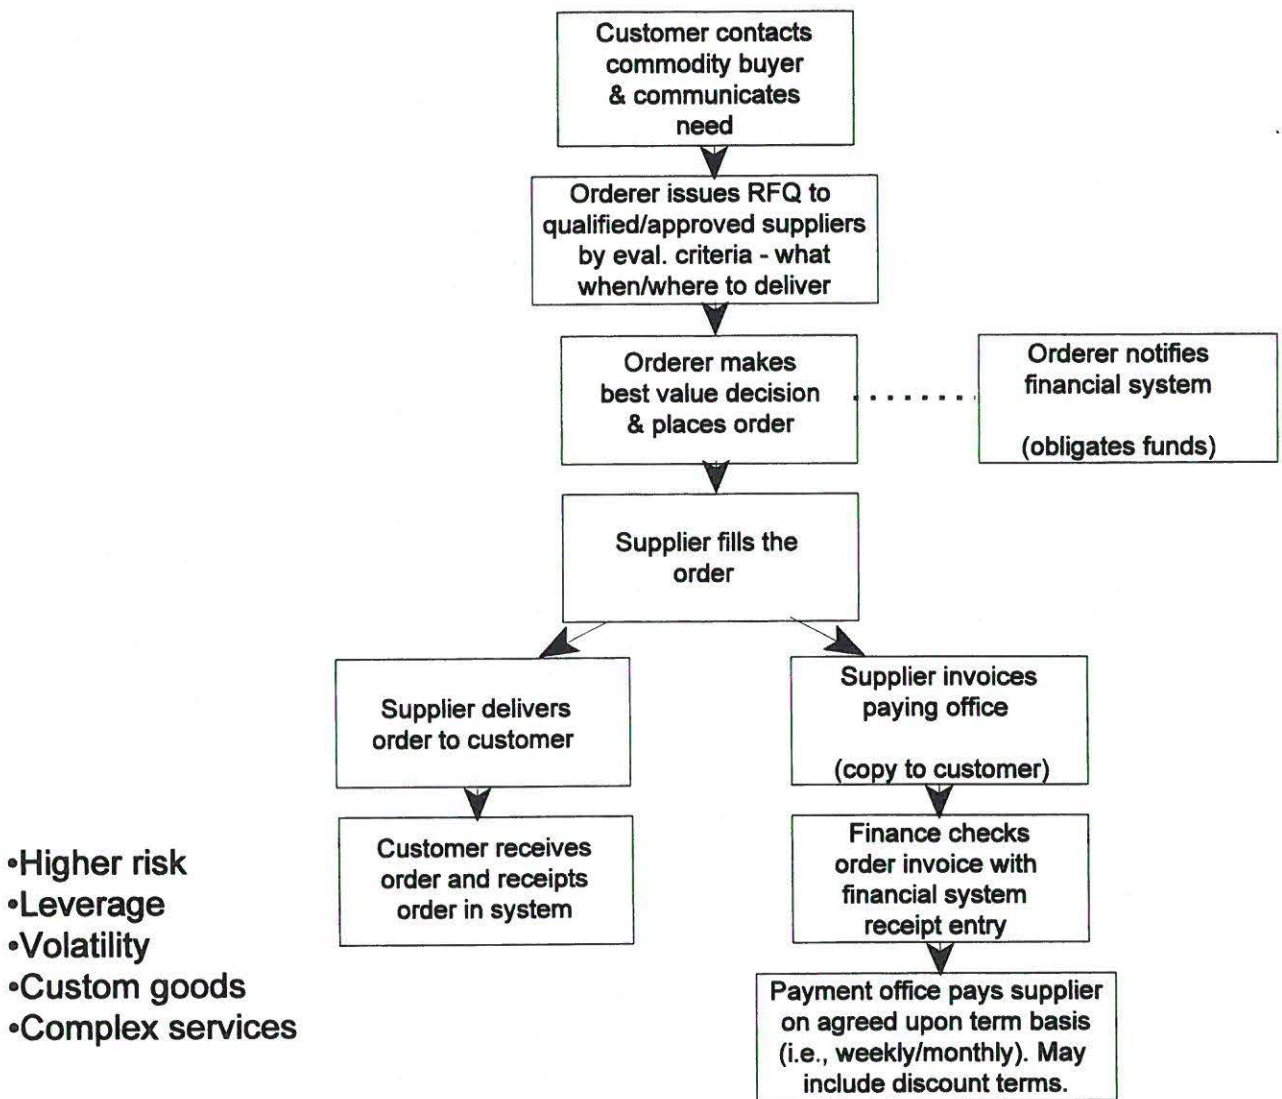 Customer contacts
commodity buyer
& communicates
need
Orderer issues RFQ to
qualified/approved suppliers
by eval. criteria - what
when/where to deliver
Orderer makes
best value decision
& places order
Orderer notifies
financial system
(obligates funds)
Supplier fills the
order
Supplier delivers
order to customer
Supplier invoices
paying office
(copy to customer)
Customer receives
order and receipts
order in system
Finance checks
order invoice with
financial system
receipt entry
Payment office pays supplier
on agreed upon term basis
(i.e., weekly/monthly). May
include discount terms.
•Higher risk
•Leverage
•Volatility
•Custom goods
•Complex services